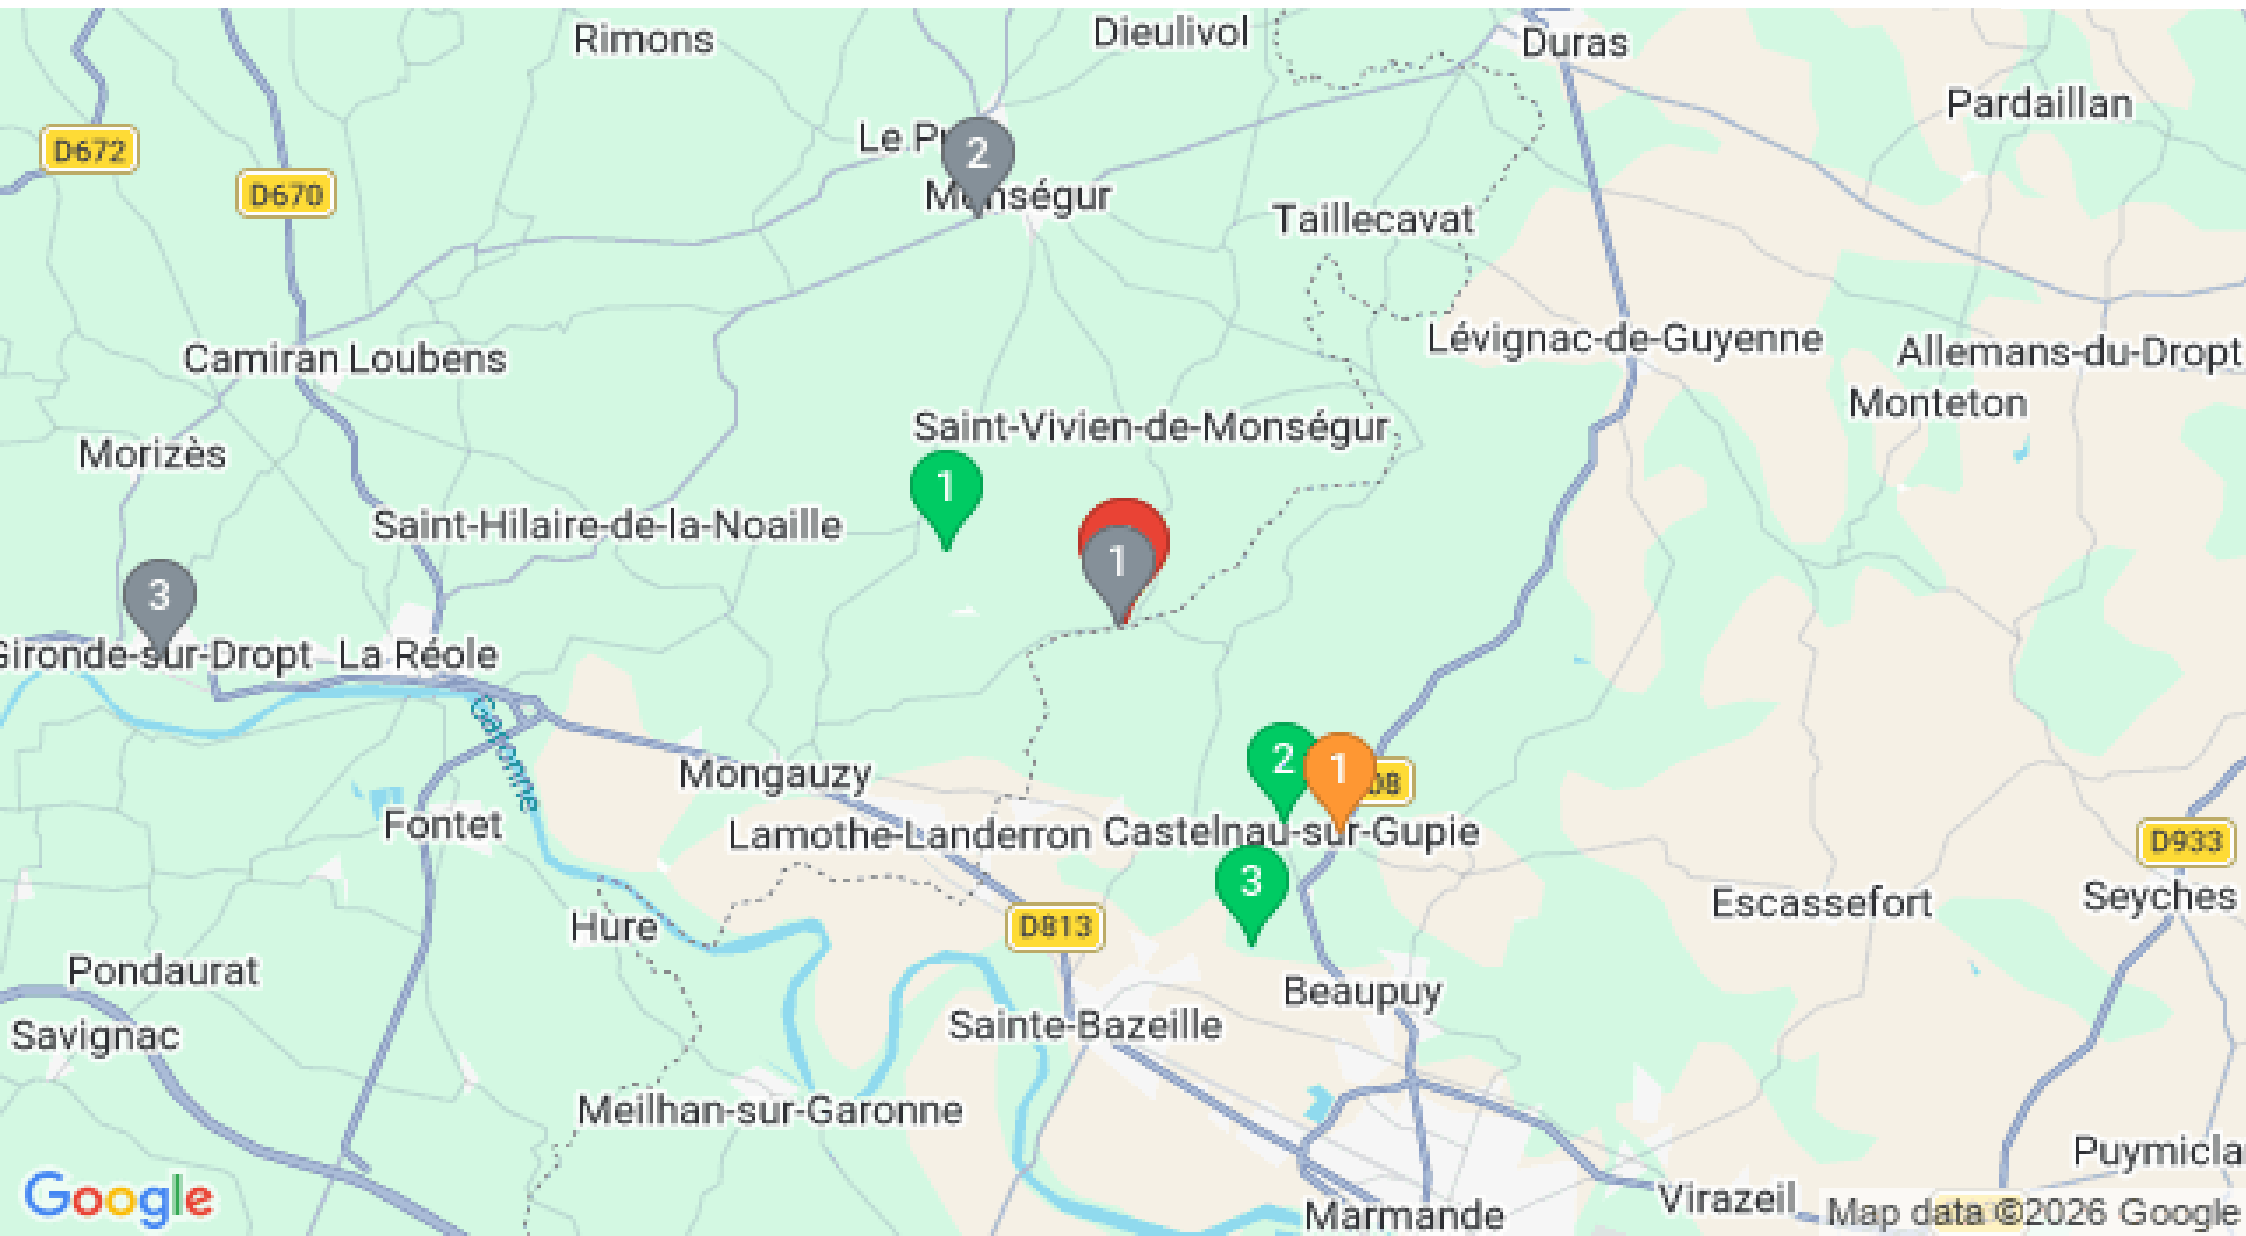 Rimons
Dieulivol
Duras
Pardaillan
D672
Le
2
D670
Monségur
Taillecavat
Lévignac-de-Guyenne
Camiran Loubens
Allemans-du-Dropt
Monteton
Saint-Vivien-de-Monségur
Morizès
1
Saint-Hilaire-de-la-Noaille
1
3
Gironde-sur-Dropt
La Réole
Garonne
2
1
D8
Mongauzy
Fontet
Lamothe-Landerron
Castelnau-sur-Gupie
D933
3
Escassefort
Seyches
Hure
D813
Pondaurat
Beaupuy
Savignac
Sainte-Bazeille
Meilhan-sur-Garonne
Puymicla
Google
Virazeil
Marmande
Map data ©2026 Google